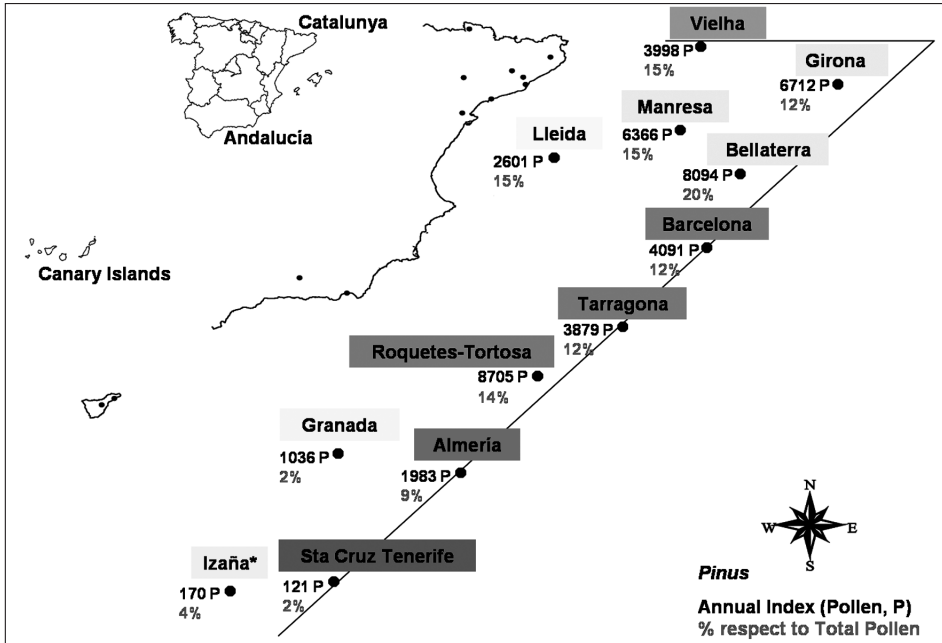 Catalunya
Andalucía
Canary Islands
Vielha
3998 P
15%
Girona
6712 P
12%
Manresa
6366 P
15%
Lleida
2601 P
15%
Bellaterra
8094 P
20%
Barcelona
4091 P
12%
Tarragona
3879 P
12%
Roquetes-Tortosa
8705 P
14%
Granada
1036 P
2%
Almería
1983 P
9%
Izaña*
170 P
4%
Sta Cruz Tenerife
121 P
2%
N
W E
S
Pinus
Annual Index (Pollen, P)
% respect to Total Pollen